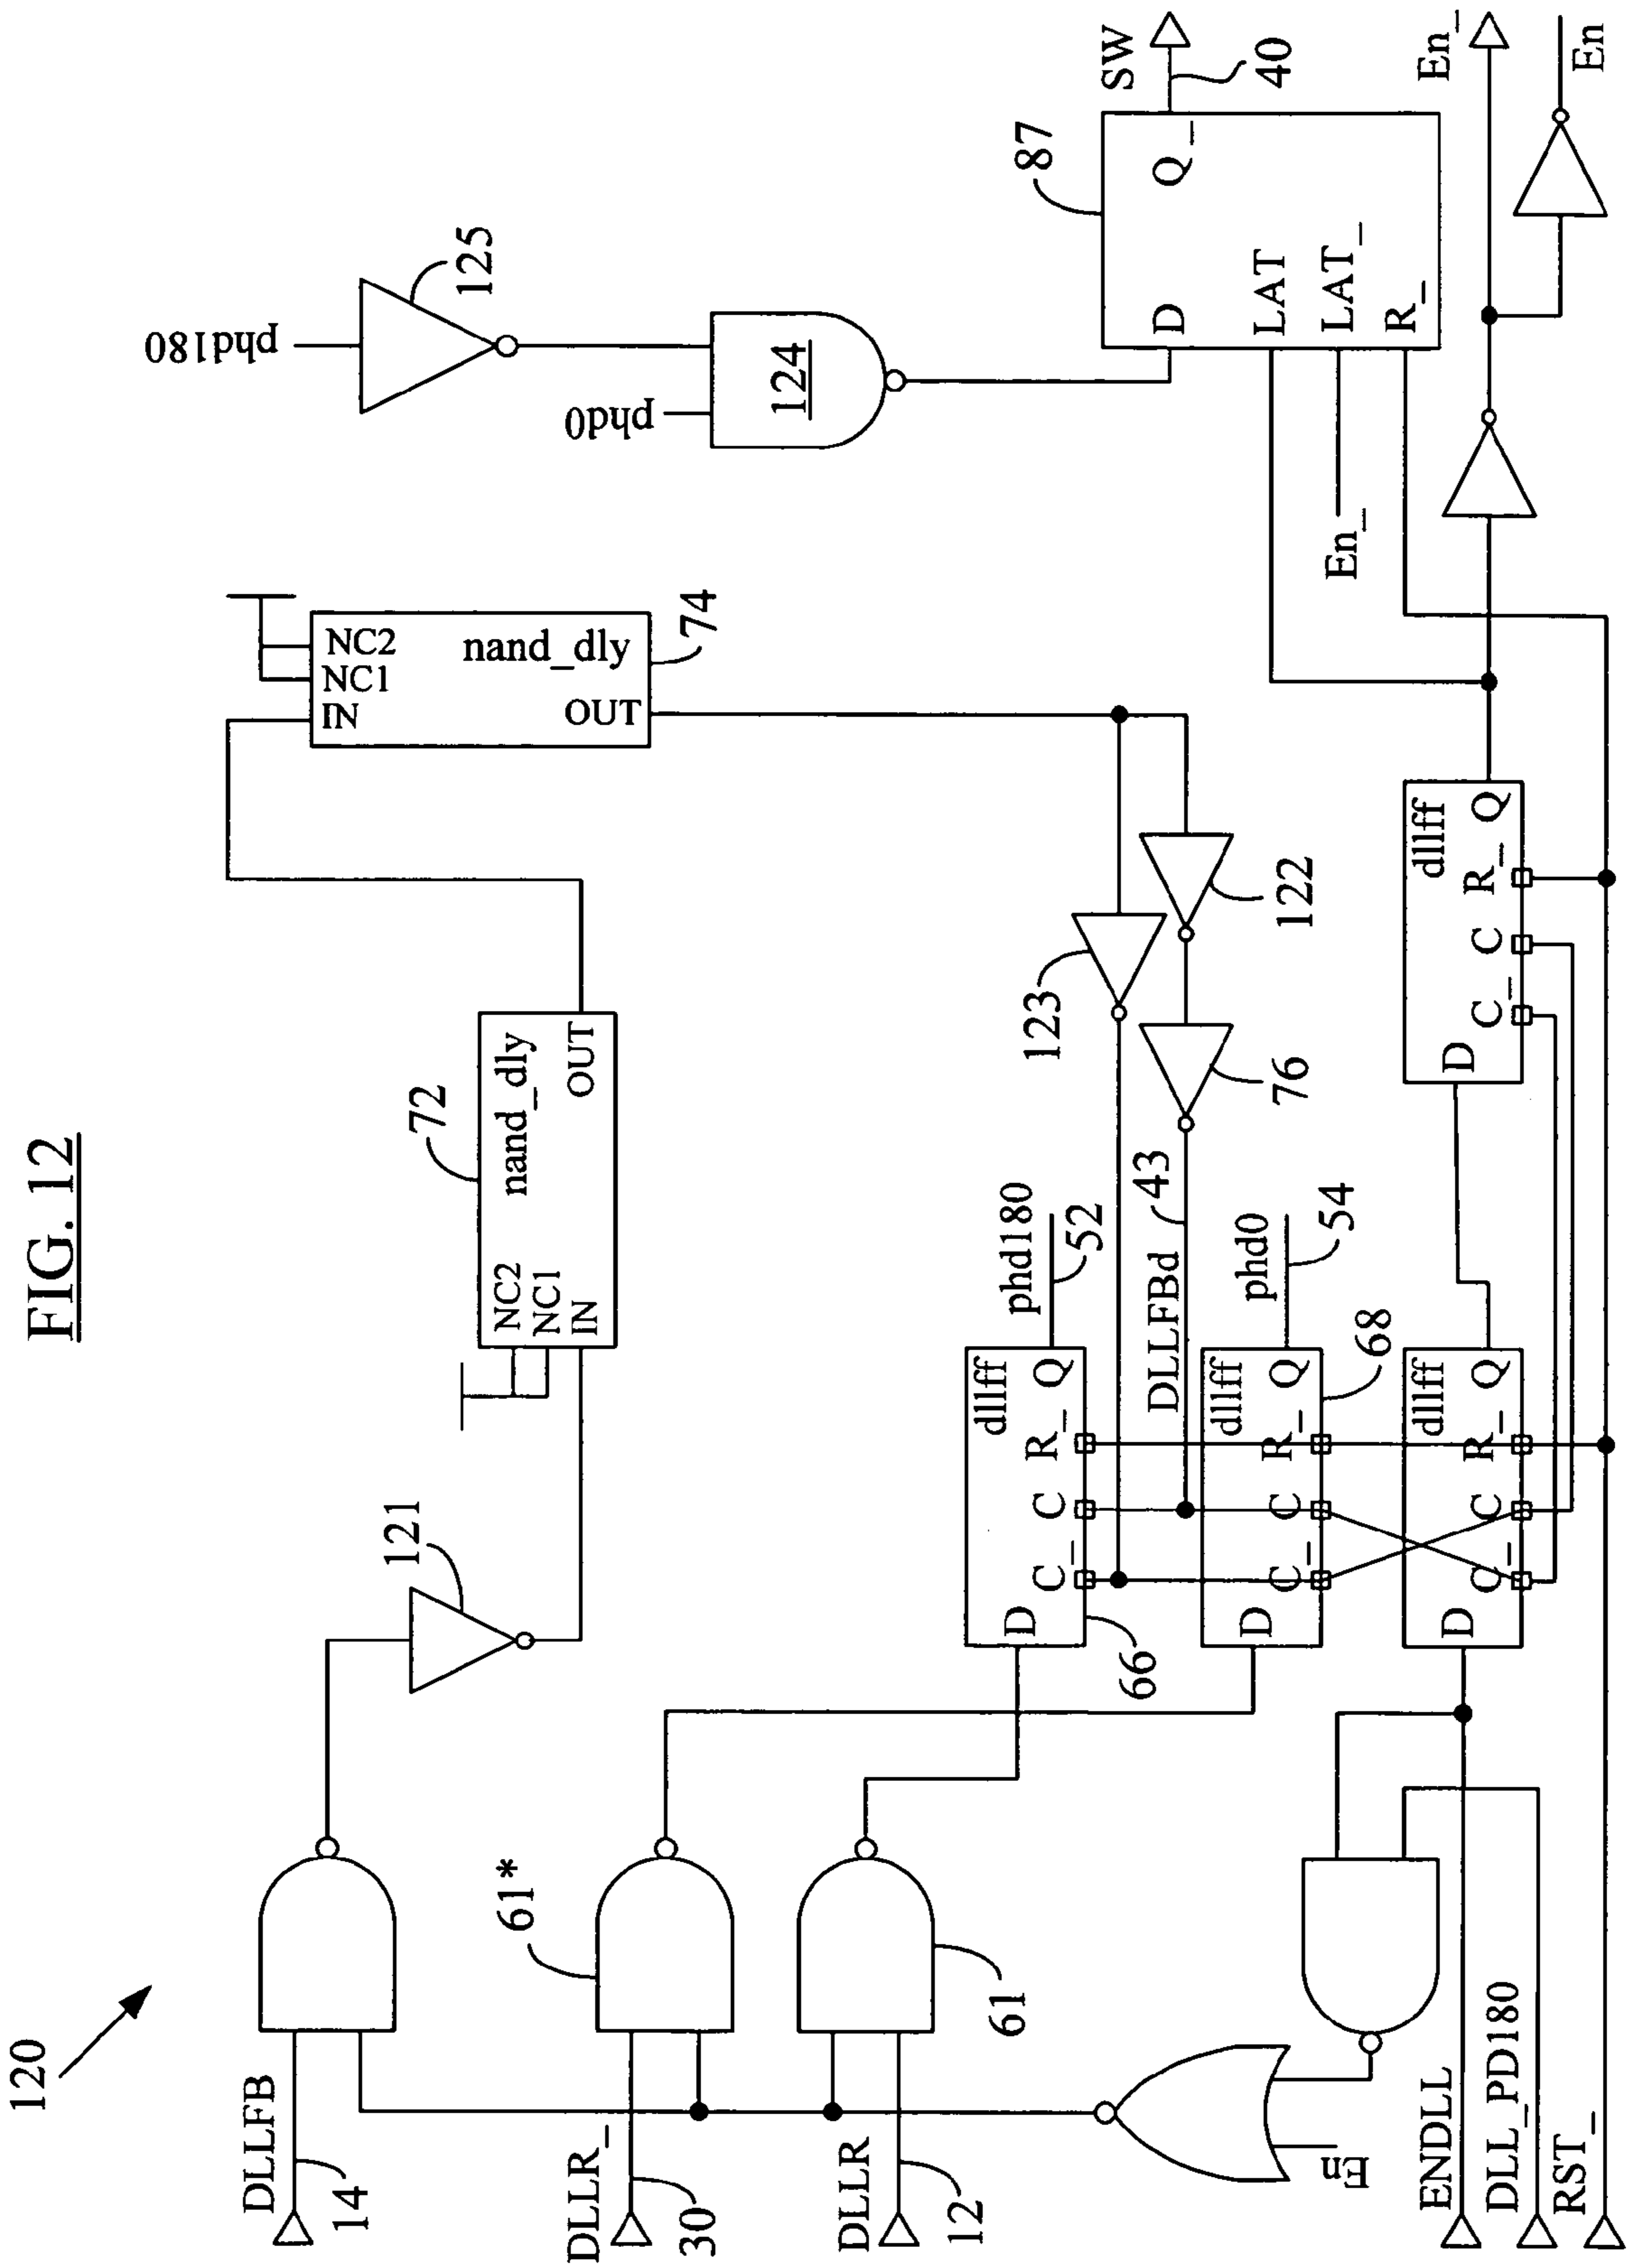 FIG. 12
120
DLLFB
14
DLLR_
30
DLLR
12
61*
61
En
ENDLL
DLL_PD180
RST_
121
72
nand_dly
NC2
NC1
IN
OUT
NC2
NC1
IN
nand_dly
OUT
74
phd180
125
phd0
124
87
D
Q_
LAT
LAT_
R_
En_
SW
40
En_
En
123
122
76
DLLFBd
43
dllff
D
C_
C
R_
Q
66
phd180
52
dllff
D
C_
C
R_
Q
68
phd0
54
dllff
D
C_
C
R_
Q
dllff
D
C_
C
R_
Q